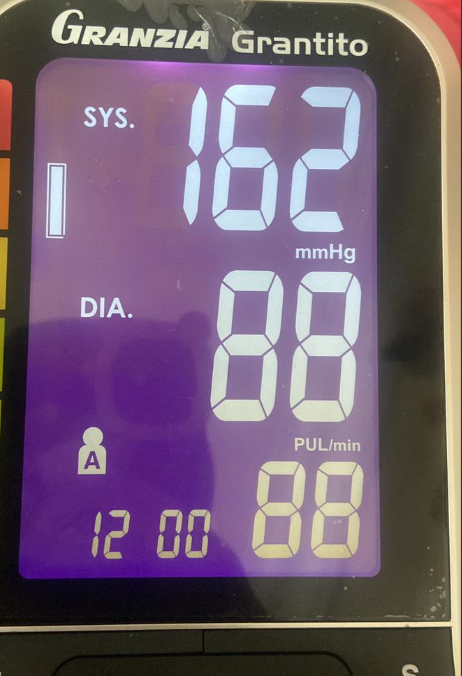 GRANZIA® Grantito
SYS. 162
mmHg
DIA. 88
PUL/min
A
12 00 88
S